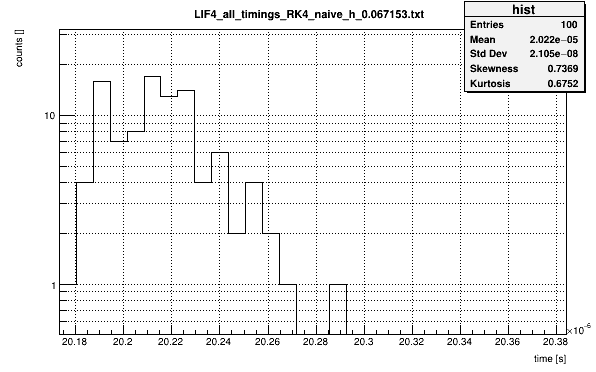 LIF4_all_timings_RK4_naive_h_0.067153.txt
hist
Entries 100
Mean 2.022e−05
Std Dev 2.105e−08
Skewness 0.7369
Kurtosis 0.6752
counts []
10
1
20.18 20.2 20.22 20.24 20.26 20.28 20.3 20.32 20.34 20.36 20.38
×10⁻⁶
time [s]